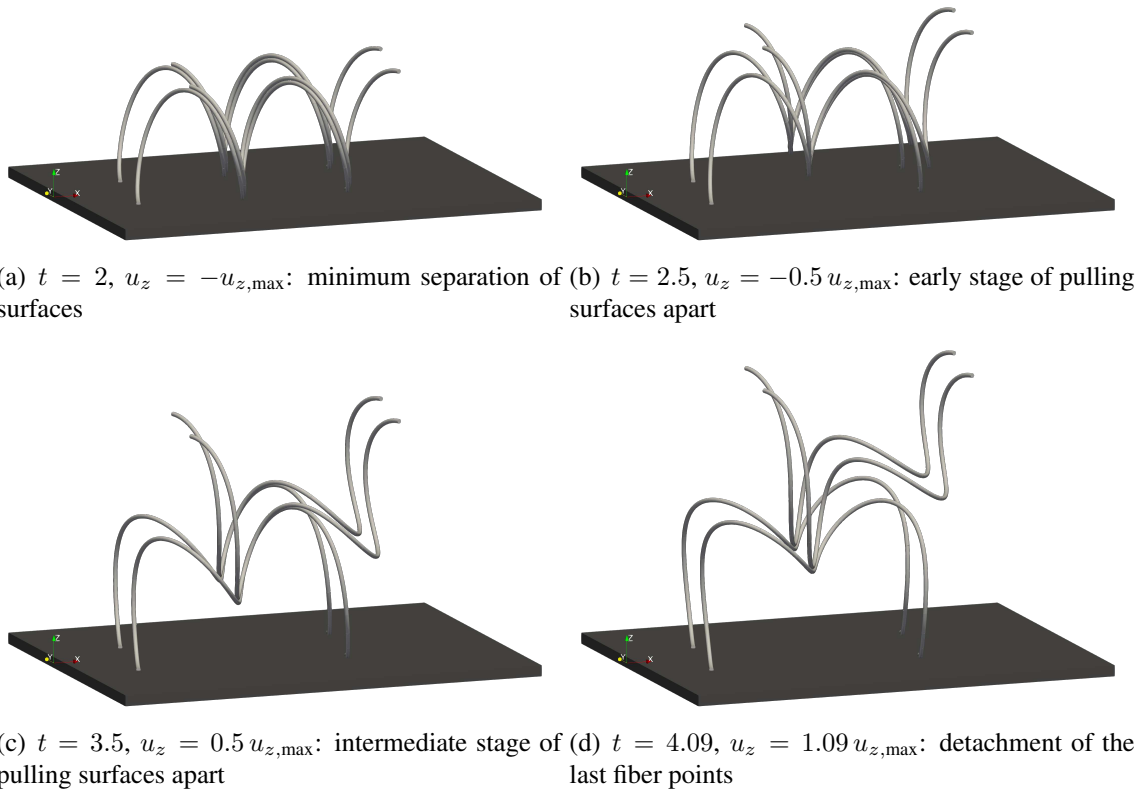 Z
Y
X
Z
Y
X
(a) t = 2, u_z = −u_{z,max}: minimum separation of
surfaces
(b) t = 2.5, u_z = −0.5 u_{z,max}: early stage of pulling
surfaces apart
Z
Y
X
Z
Y
X
(c) t = 3.5, u_z = 0.5 u_{z,max}: intermediate stage of
pulling surfaces apart
(d) t = 4.09, u_z = 1.09 u_{z,max}: detachment of the
last fiber points